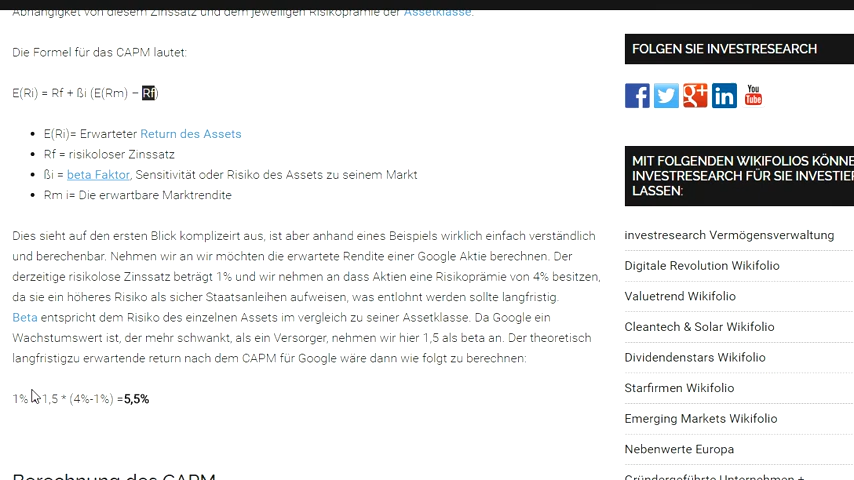 Abhängigkeit von diesem Zinssatz und dem jeweiligen Risikoprämie der Assetklasse.
Die Formel für das CAPM lautet:
E(Ri) = Rf + ßi (E(Rm) – Rf)
E(Ri)= Erwarteter Return des Assets
Rf = risikoloser Zinssatz
ßi = beta Faktor, Sensitivität oder Risiko des Assets zu seinem Markt
Rm i= Die erwartbare Marktrendite
Dies sieht auf den ersten Blick komplizeirt aus, ist aber anhand eines Beispiels wirklich einfach verständlich
und berechenbar. Nehmen wir an wir möchten die erwartete Rendite einer Google Aktie berechnen. Der
derzeitige risikolose Zinssatz beträgt 1% und wir nehmen an dass Aktien eine Risikoprämie von 4% besitzen,
da sie ein höheres Risiko als sicher Staatsanleihen aufweisen, was entlohnt werden sollte langfristig.
Beta entspricht dem Risiko des einzelnen Assets im vergleich zu seiner Assetklasse. Da Google ein
Wachstumswert ist, der mehr schwankt, als ein Versorger, nehmen wir hier 1,5 als beta an. Der theoretisch
langfristigzu erwartende return nach dem CAPM für Google wäre dann wie folgt zu berechnen:
1% 1,5 * (4%-1%) =5,5%
Berechnung des CAPM
FOLGEN SIE INVESTRESEARCH
You
Tube
MIT FOLGENDEN WIKIFOLIOS KÖNNE
INVESTRESEARCH FÜR SIE INVESTIE
LASSEN:
investresearch Vermögensverwaltung
Digitale Revolution Wikifolio
Valuetrend Wikifolio
Cleantech & Solar Wikifolio
Dividendenstars Wikifolio
Starfirmen Wikifolio
Emerging Markets Wikifolio
Nebenwerte Europa
Gründergeführte Unternehmen +